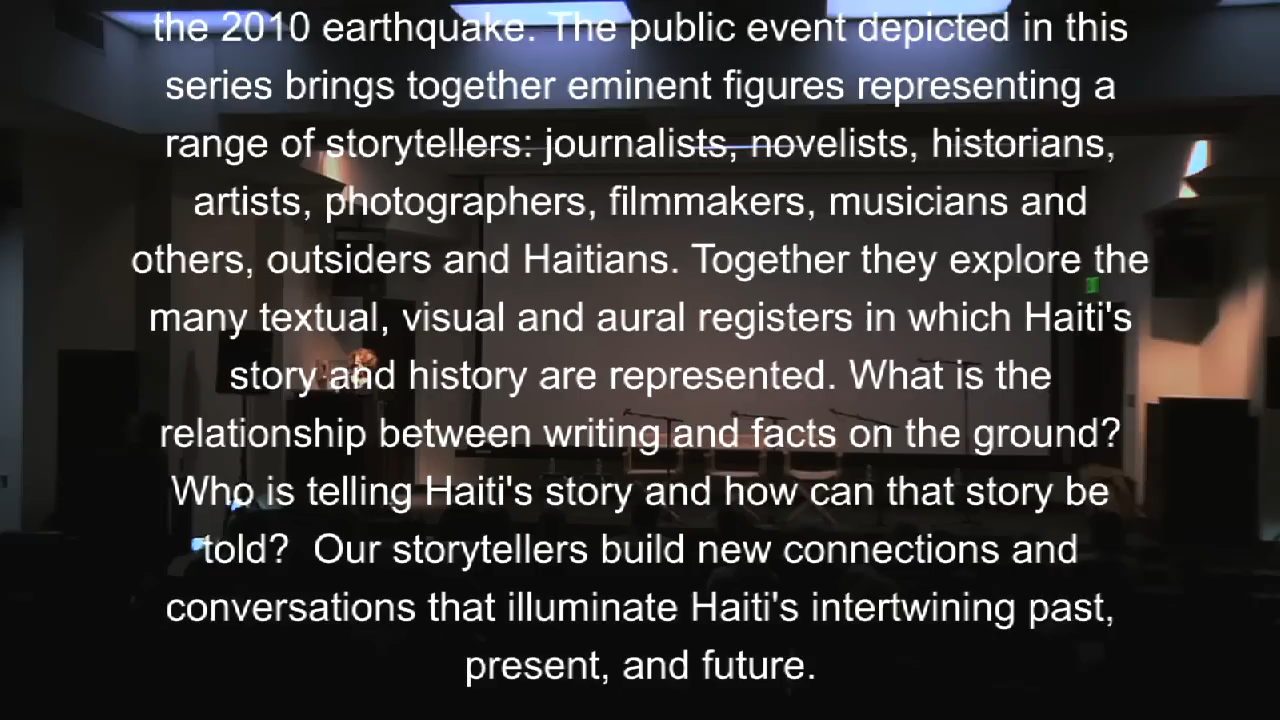 the 2010 earthquake. The public event depicted in this
series brings together eminent figures representing a
range of storytellers: journalists, novelists, historians,
artists, photographers, filmmakers, musicians and
others, outsiders and Haitians. Together they explore the
many textual, visual and aural registers in which Haiti's
story and history are represented. What is the
relationship between writing and facts on the ground?
Who is telling Haiti's story and how can that story be
told?  Our storytellers build new connections and
conversations that illuminate Haiti's intertwining past,
present, and future.